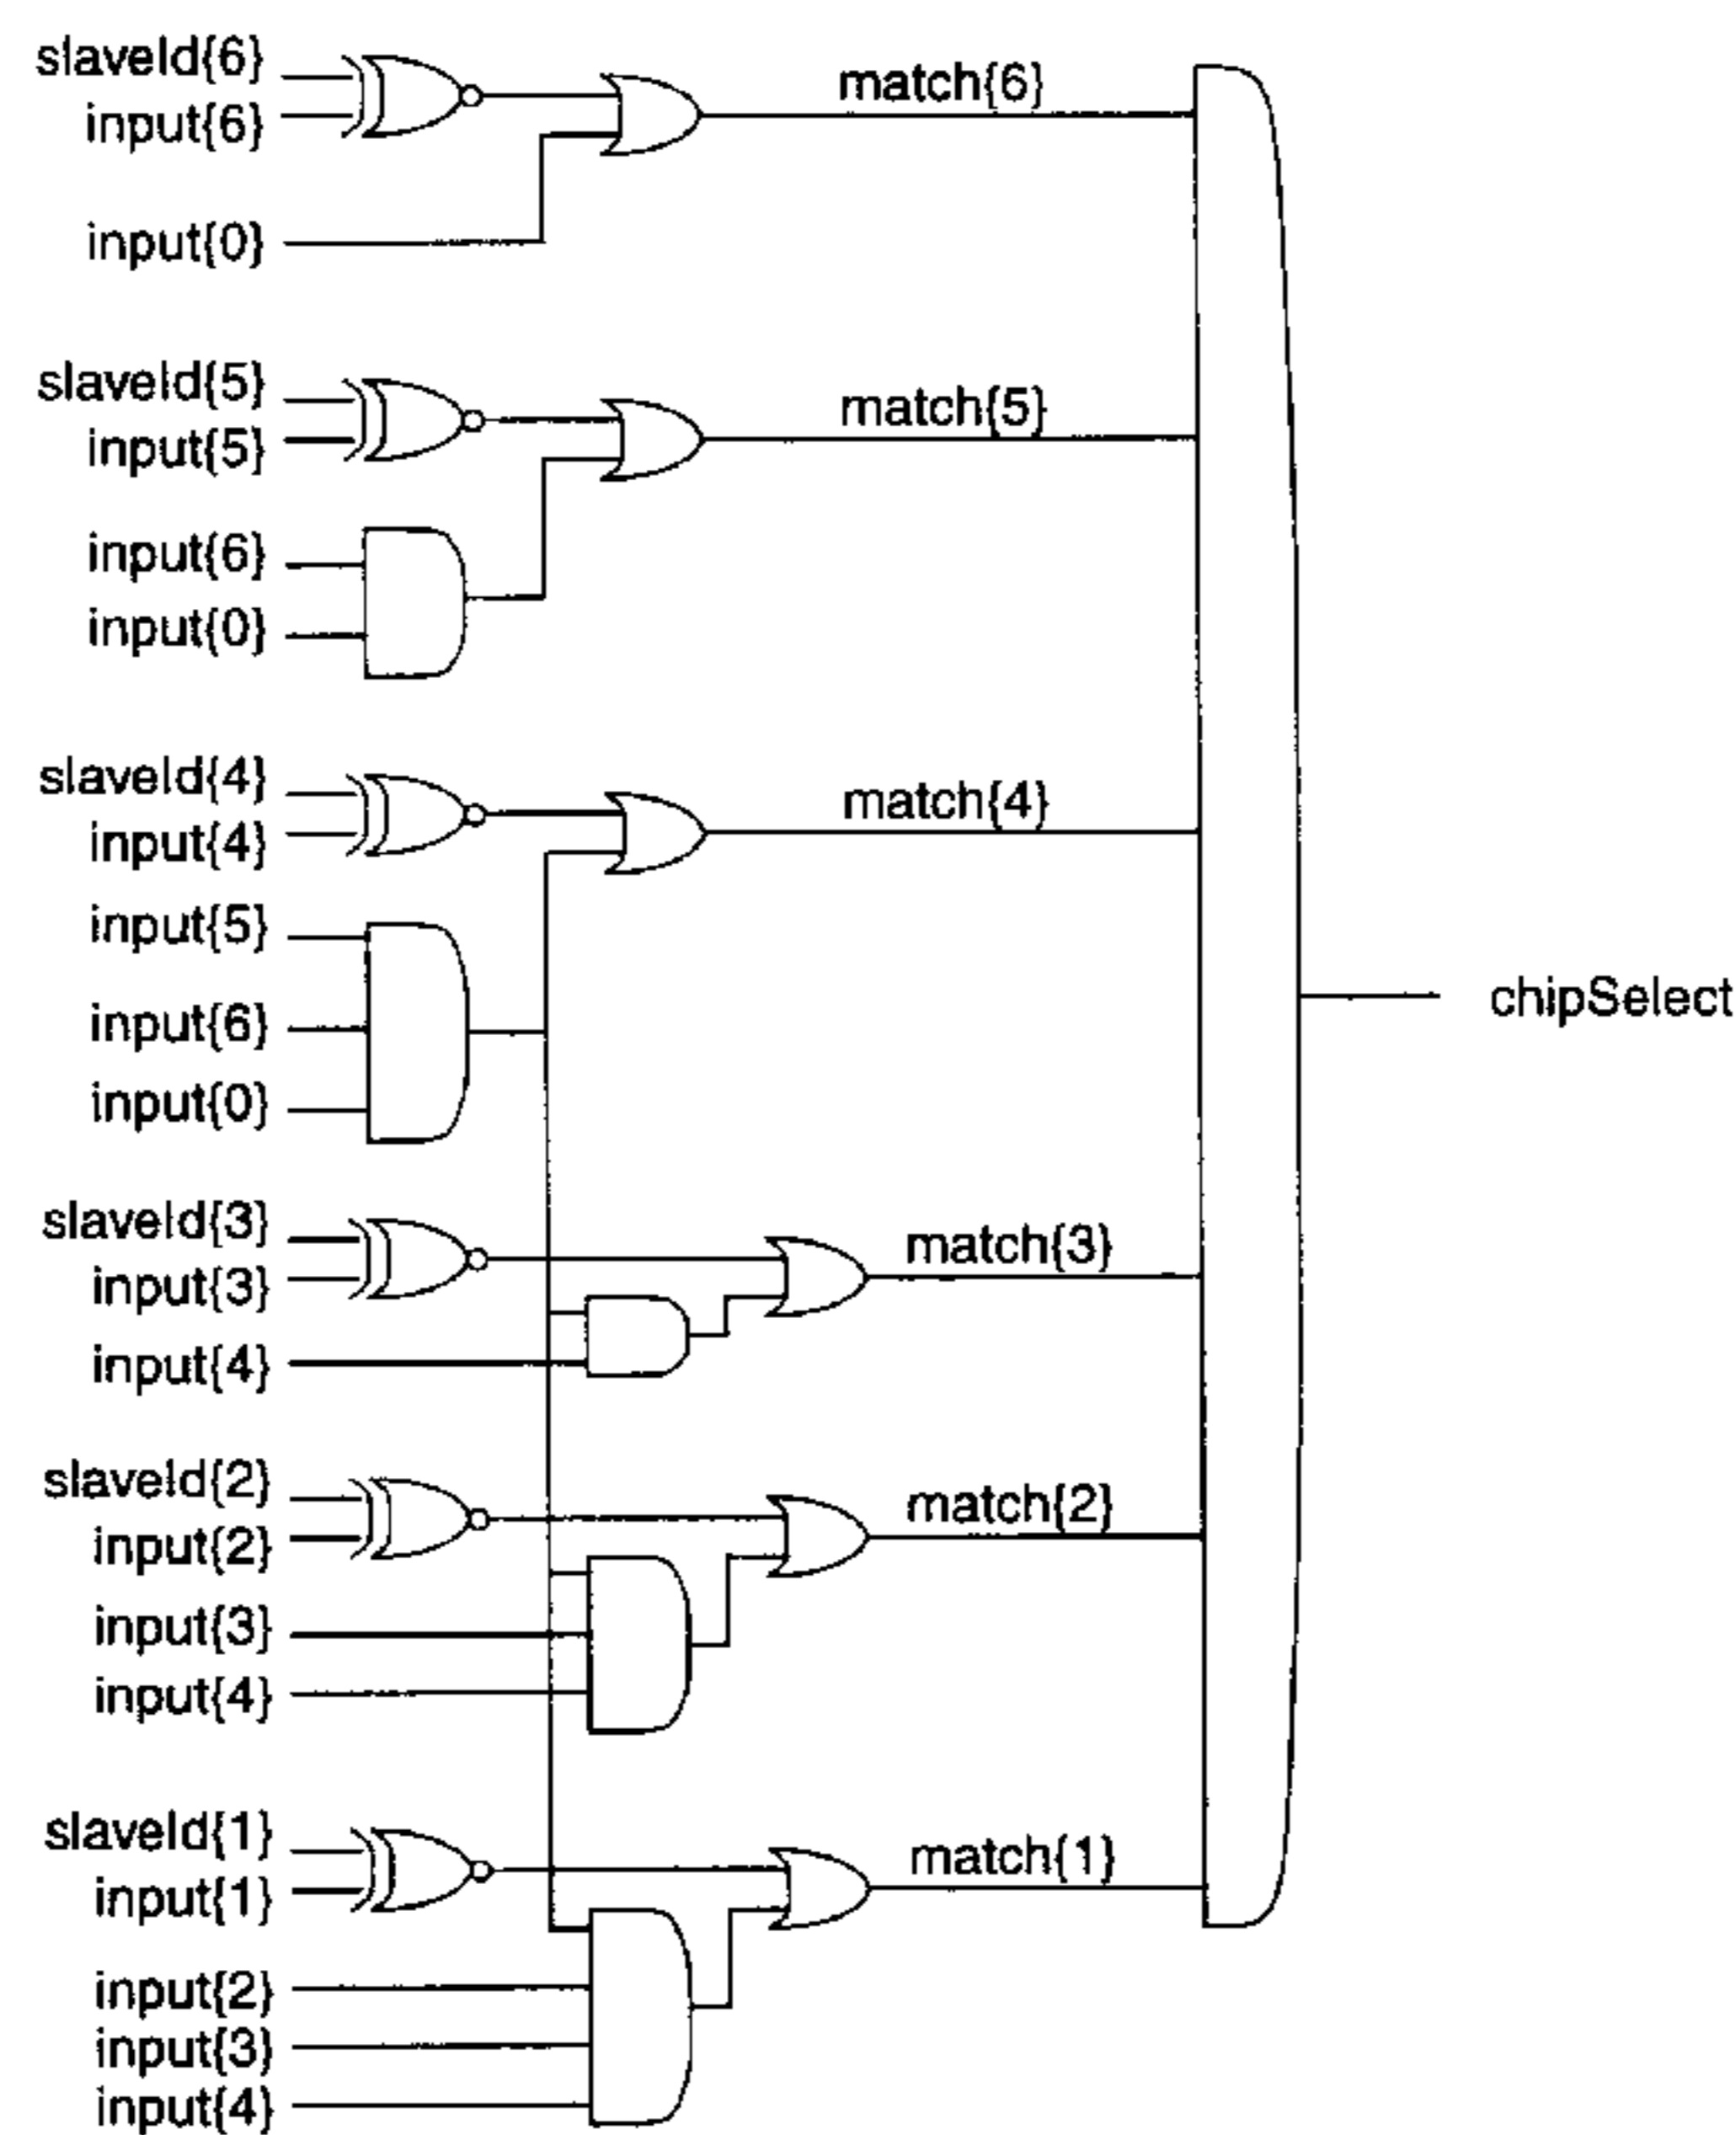 slaveId{6}
input{6}
match{6}
input{0}
slaveId{5}
input{5}
match{5}
input{6}
input{0}
slaveId{4}
input{4}
match{4}
input{5}
input{6}
input{0}
chipSelect
slaveId{3}
input{3}
match{3}
input{4}
slaveId{2}
input{2}
match{2}
input{3}
input{4}
slaveId{1}
input{1}
match{1}
input{2}
input{3}
input{4}